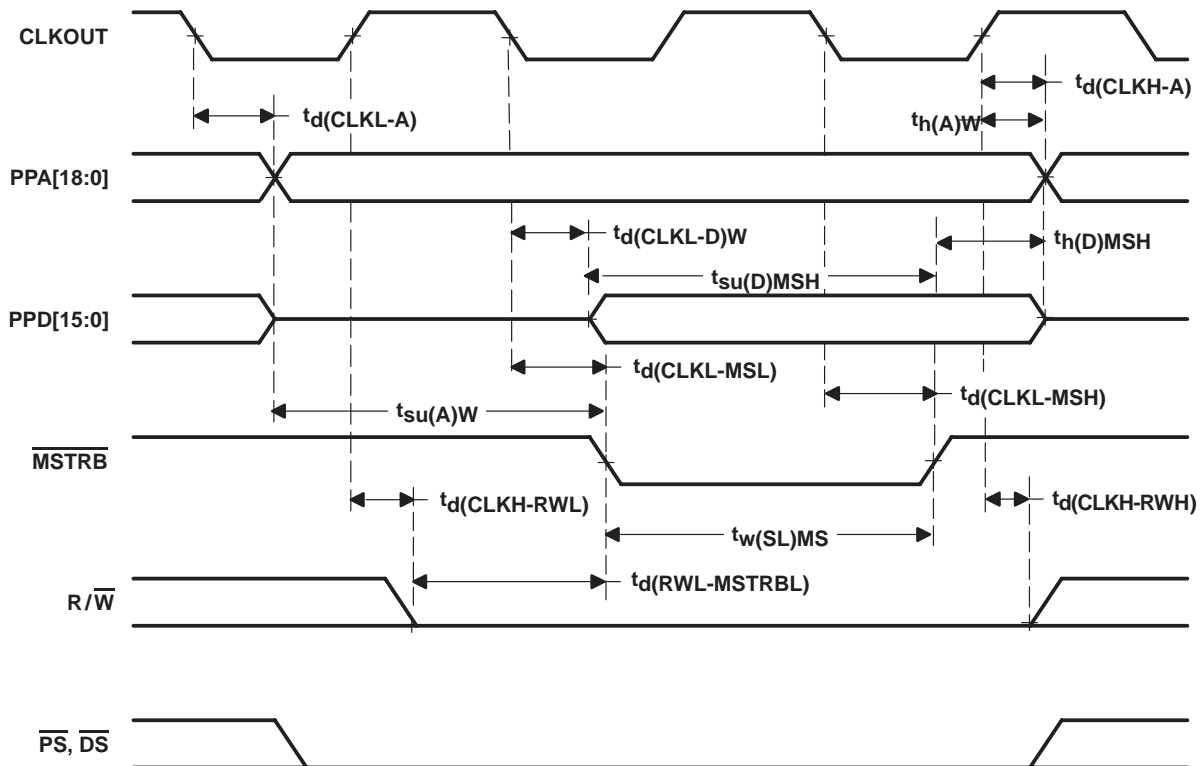 CLKOUT
td(CLKL-A)
td(CLKH-A)
th(A)W
PPA[18:0]
td(CLKL-D)W
th(D)MSH
tsu(D)MSH
PPD[15:0]
td(CLKL-MSL)
td(CLKL-MSH)
tsu(A)W
MSTRB
td(CLKH-RWL)
td(CLKH-RWH)
tw(SL)MS
td(RWL-MSTRBL)
R/W
PS, DS